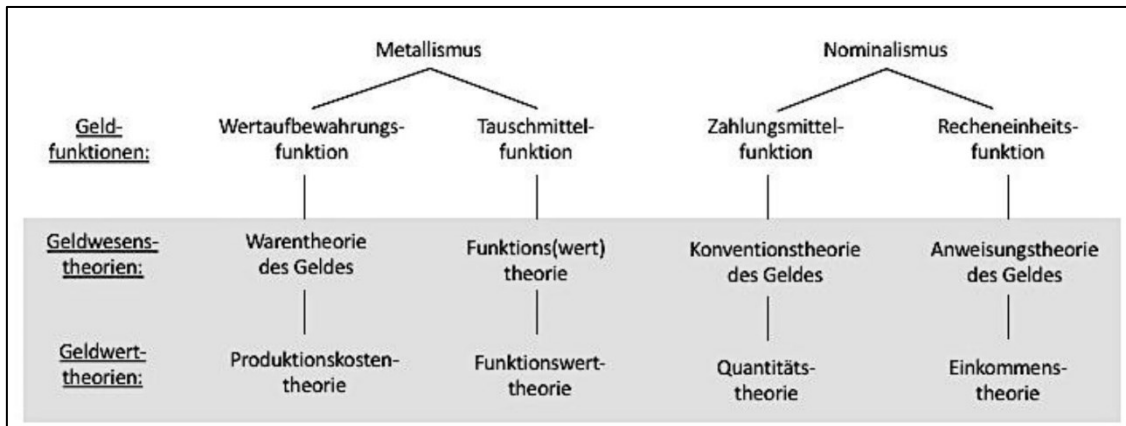 Metallismus
Nominalismus
Geld-
funktionen:
Wertaufbewahrungs-
funktion
Tauschmittel-
funktion
Zahlungsmittel-
funktion
Recheneinheits-
funktion
Geldwesens-
theorien:
Warentheorie
des Geldes
Funktions(wert)
theorie
Konventionstheorie
des Geldes
Anweisungstheorie
des Geldes
Geldwert-
theorien:
Produktionskosten-
theorie
Funktionswert-
theorie
Quantitäts-
theorie
Einkommens-
theorie